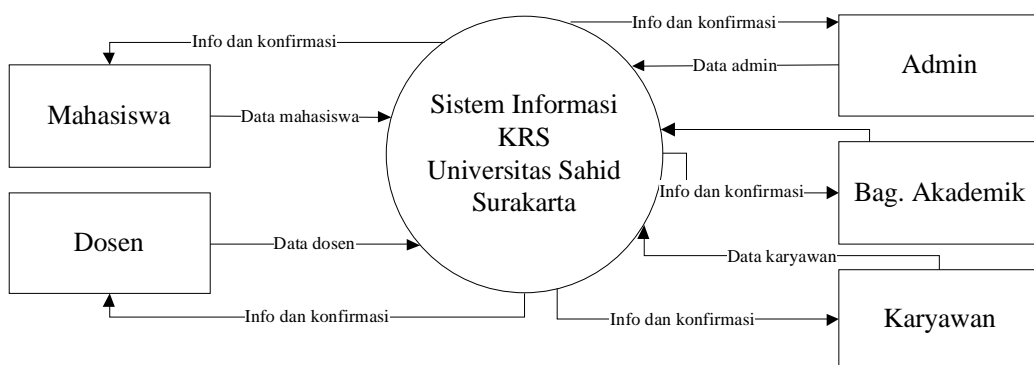 Info dan konfirmasi
Info dan konfirmasi
Mahasiswa
Data mahasiswa
Sistem Informasi
KRS
Universitas Sahid
Surakarta
Data admin
Admin
Dosen
Data dosen
Info dan konfirmasi
Bag. Akademik
Data karyawan
Info dan konfirmasi
Info dan konfirmasi
Karyawan